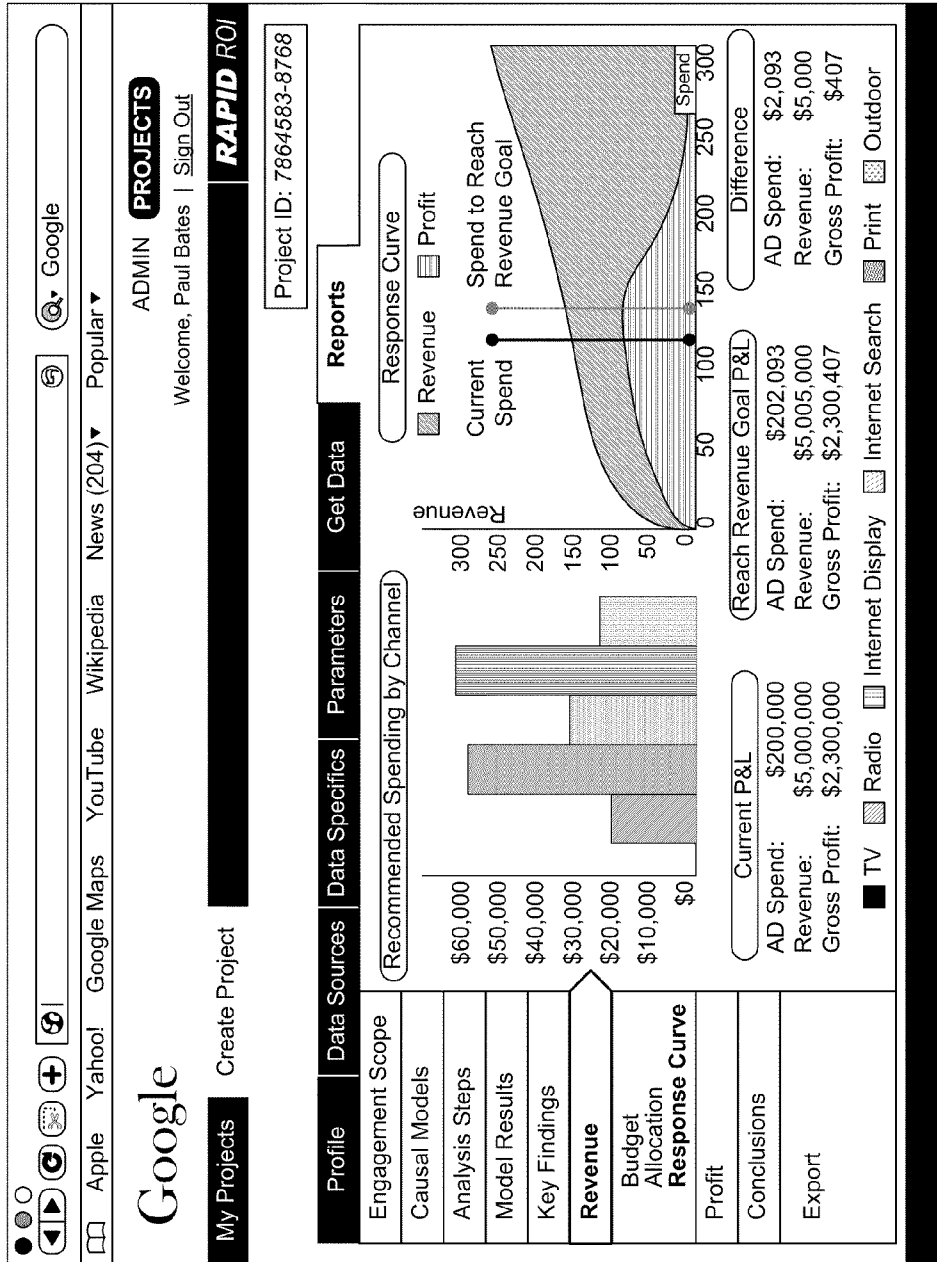 Google
Apple Yahoo! Google Maps YouTube Wikipedia News (204)▾ Popular ▾
Google
ADMIN PROJECTS
Welcome, Paul Bates | Sign Out
My Projects Create Project RAPID ROI
Project ID: 7864583-8768
Profile Data Sources Data Specifics Parameters Get Data Reports
Engagement Scope
Causal Models
Analysis Steps
Model Results
Key Findings
Revenue
Budget
Allocation
Response Curve
Profit
Conclusions
Export
Recommended Spending by Channel
$60,000
$50,000
$40,000
$30,000
$20,000
$10,000
$0
Response Curve
Revenue Profit
Current
Spend
Spend to Reach
Revenue Goal
Revenue
300
250
200
150
100
50
0
0 50 100 150 200 250 300
Spend
Current P&L
AD Spend: $200,000
Revenue: $5,000,000
Gross Profit: $2,300,000
Reach Revenue Goal P&L
AD Spend: $202,093
Revenue: $5,005,000
Gross Profit: $2,300,407
Difference
AD Spend: $2,093
Revenue: $5,000
Gross Profit: $407
TV Radio Internet Display Internet Search Print Outdoor